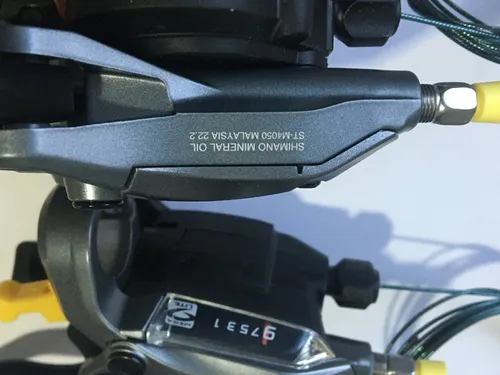 SHIMANO MINERAL OIL
ST-M4050 MALAYSIA 22.2
9 7 5 3 1